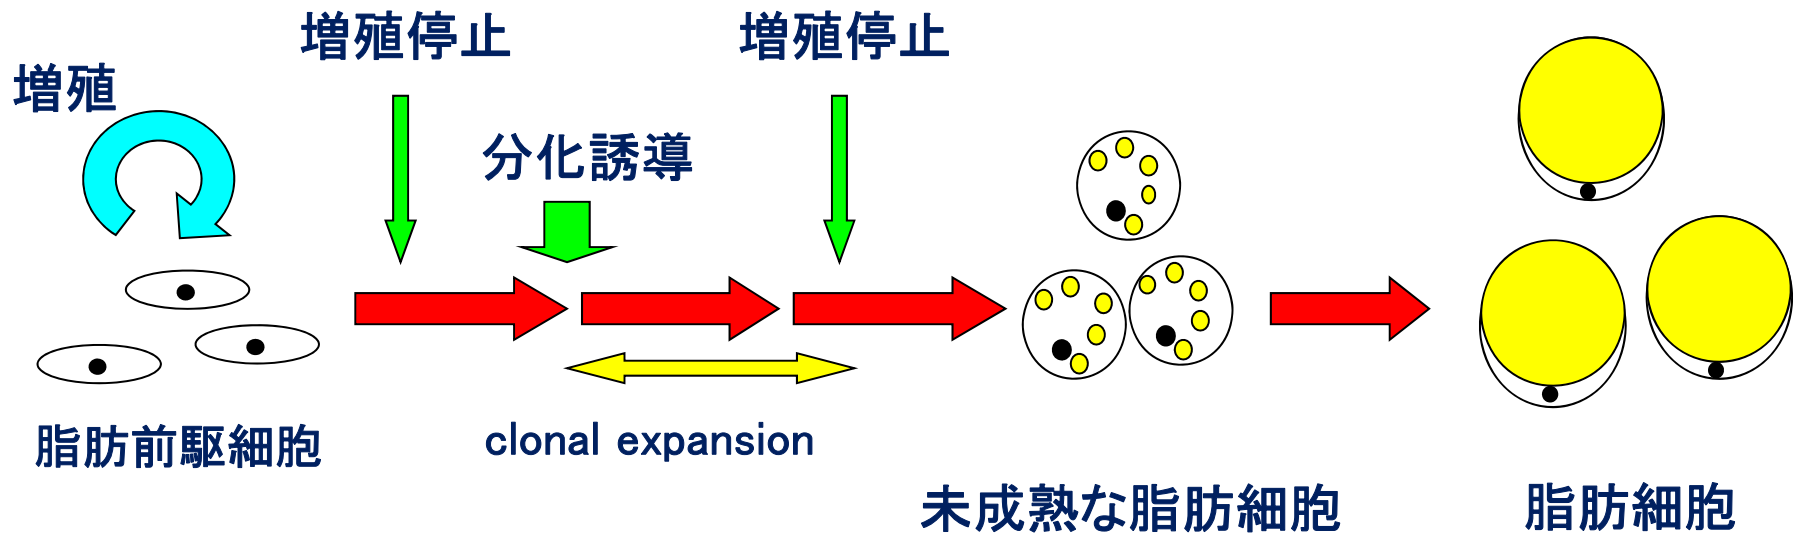 増殖
増殖停止
分化誘導
増殖停止
脂肪前駆細胞
clonal expansion
未成熟な脂肪細胞
脂肪細胞